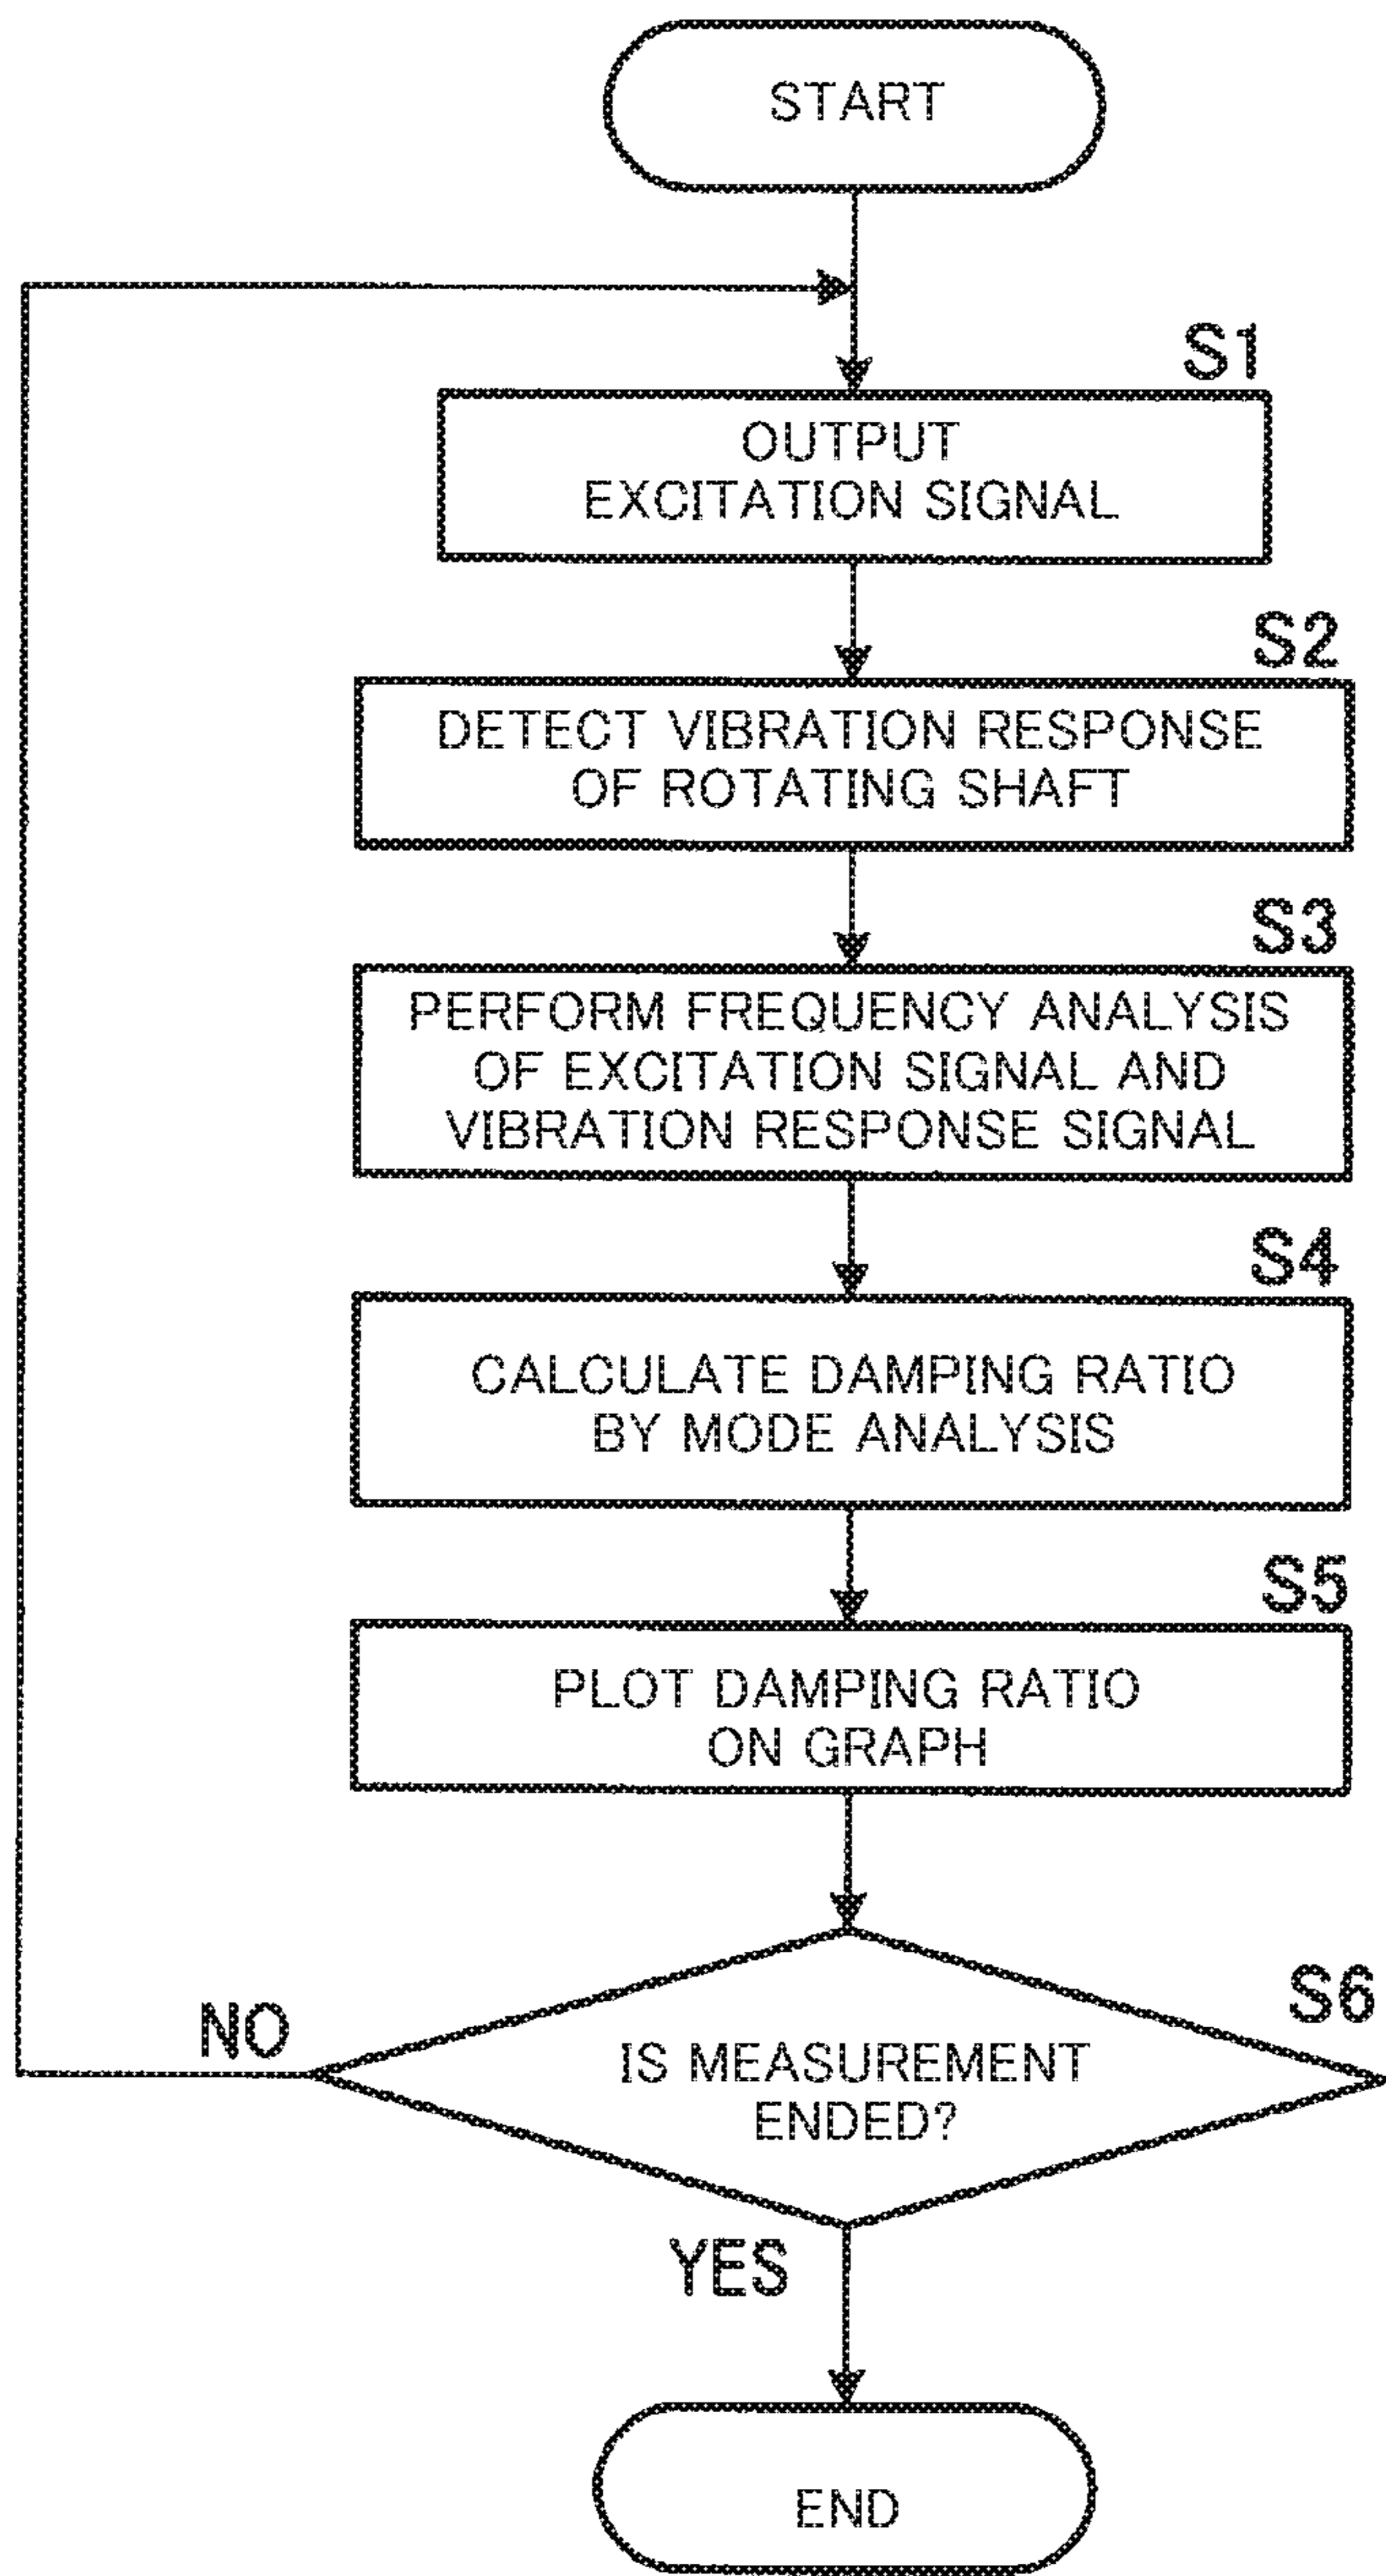 START
S1
OUTPUT
EXCITATION SIGNAL
S2
DETECT VIBRATION RESPONSE
OF ROTATING SHAFT
S3
PERFORM FREQUENCY ANALYSIS
OF EXCITATION SIGNAL AND
VIBRATION RESPONSE SIGNAL
S4
CALCULATE DAMPING RATIO
BY MODE ANALYSIS
S5
PLOT DAMPING RATIO
ON GRAPH
S6
NO
IS MEASUREMENT
ENDED?
YES
END